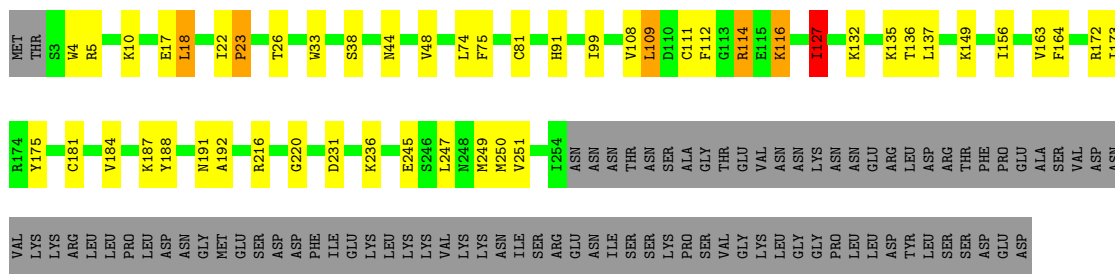 MET THR S3 W4 R5 K10 E17 L18 I22 P23 T26 W33 S38 N44 V48 L74 F75 C81 H91 I99 V108 L109 D110 C111 F112 G113 R114 E115 K116 I127 K132 K135 T136 L137 K149 I156 V163 F164 R172 I173
R174 Y175 C181 V184 K187 Y188 N191 A192 R216 G220 D231 K236 E245 S246 L247 N248 M249 M250 V251 I254 ASN ASN ASN THR ASN SER ALA GLY THR GLU VAL ASN ASN LYS ASN ASN GLU ARG LEU ASP ARG THR PHE PRO GLU ALA SER VAL ASP ASN
VAL LYS LYS ARG LEU LEU PRO LEU ASP ASN GLY MET GLU SER ASP ASP PHE ILE GLU LYS LEU LYS LYS VAL LYS LYS ASN ILE SER ARG GLU ASN ILE SER SER LYS PRO SER VAL GLY LYS LEU GLY GLY PRO LEU LEU ASP TYR LEU SER SER ASP GLU ASP